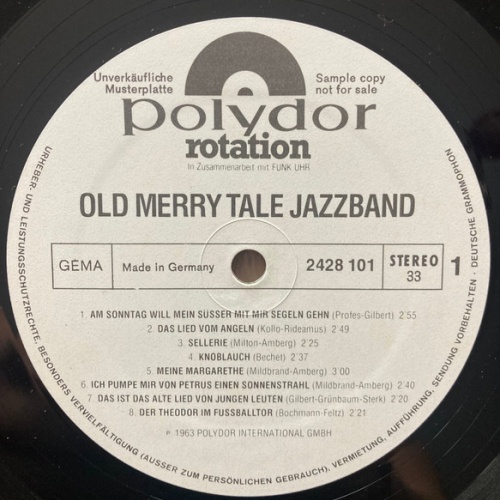 Unverkäufliche
Musterplatte
Sample copy
not for sale
polydor
rotation
In Zusammenarbeit mit FUNK UHR
OLD MERRY TALE JAZZBAND
GEMA
Made in Germany
2428 101
STEREO
33
1
1. AM SONNTAG WILL MEIN SÜSSER MIT MIR SEGELN GEHN (Profes-Gilbert) 2'55
2. DAS LIED VOM ANGELN (Kollo-Rideamus) 2'49
3. SELLERIE (Milton-Amberg) 2'25
4. KNOBLAUCH (Bechet) 2'37
5. MEINE MARGARETHE (Mildbrand-Amberg) 3'00
6. ICH PUMPE MIR VON PETRUS EINEN SONNENSTRAHL (Mildbrand-Amberg) 2'40
7. DAS IST DAS ALTE LIED VON JUNGEN LEUTEN (Gilbert-Grünbaum-Sterk) 2'40
8. DER THEODOR IM FUSSBALLTOR (Bochmann-Feltz) 2'21
℗ 1963 POLYDOR INTERNATIONAL GMBH
URHEBER- UND LEISTUNGSSCHUTZRECHTE, BESONDERS VERVIELFÄLTIGUNG (AUSSER ZUM PERSÖNLICHEN GEBRAUCH), VERMIETUNG, AUFFÜHRUNG, SENDUNG VORBEHALTEN · DEUTSCHE GRAMMOPHON